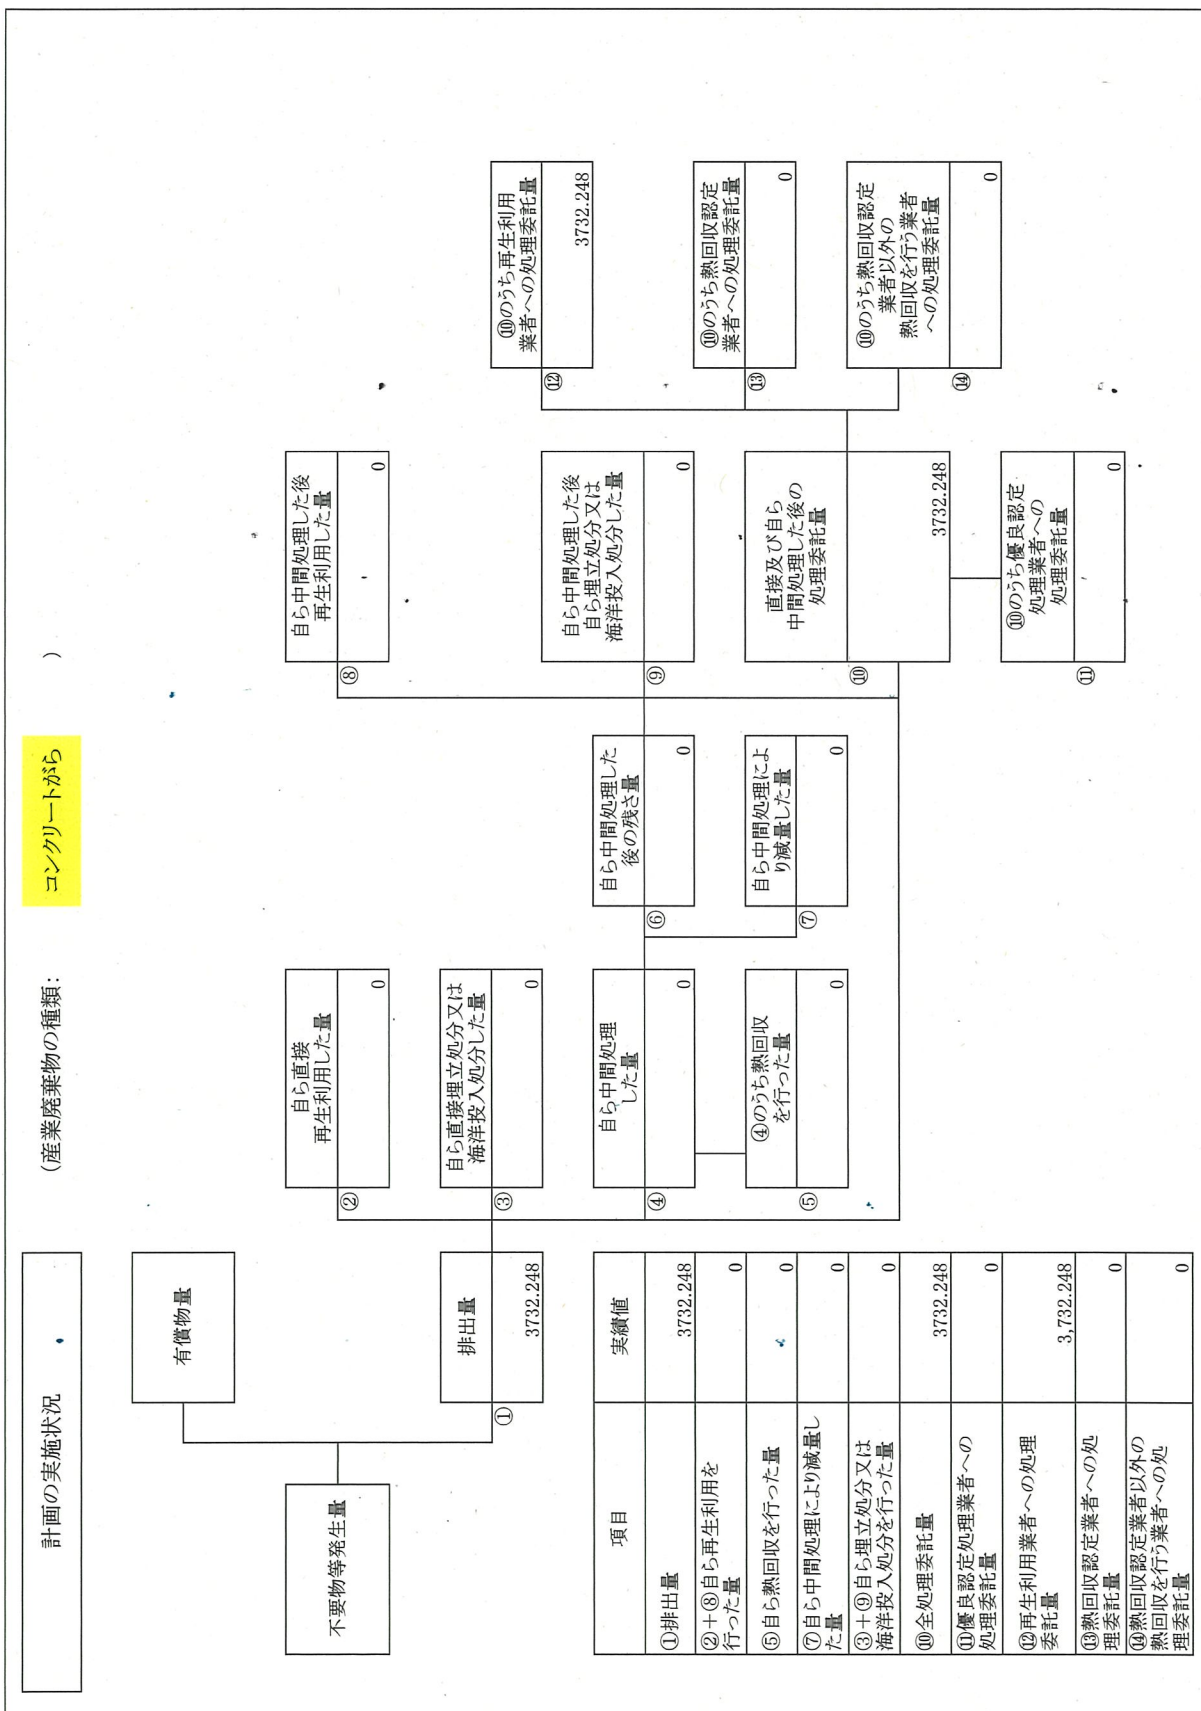 計画の実施状況
(産業廃棄物の種類:
コンクリートがら
)
不要物等発生量
有償物量
①
排出量
3732.248
②
自ら直接
再生利用した量
0
③
自ら直接埋立処分又は
海洋投入処分した量
0
④
自ら中間処理
した量
0
⑤
④のうち熱回収
を行った量
0
⑥
自ら中間処理した
後の残さ量
0
⑦
自ら中間処理によ
り減量した量
0
⑧
自ら中間処理した後
再生利用した量
0
⑨
自ら中間処理した後
自ら埋立処分又は
海洋投入処分した量
0
⑩
直接及び自ら
中間処理した後の
処理委託量
3732.248
⑪
⑩のうち優良認定
処理業者への
処理委託量
0
⑫
⑩のうち再生利用
業者への処理委託量
3732.248
⑬
⑩のうち熱回収認定
業者への処理委託量
0
⑭
⑩のうち熱回収認定
業者以外の
熱回収を行う業者
への処理委託量
0
項目
実績値
①排出量
3732.248
②+⑧自ら再生利用を
行った量
0
⑤自ら熱回収を行った量
0
⑦自ら中間処理により減量し
た量
0
③+⑨自ら埋立処分又は
海洋投入処分を行った量
0
⑩全処理委託量
3732.248
⑪優良認定処理業者への
処理委託量
0
⑫再生利用業者への処理
委託量
3,732.248
⑬熱回収認定業者への処
理委託量
0
⑭熱回収認定業者以外の
熱回収を行う業者への処
理委託量
0